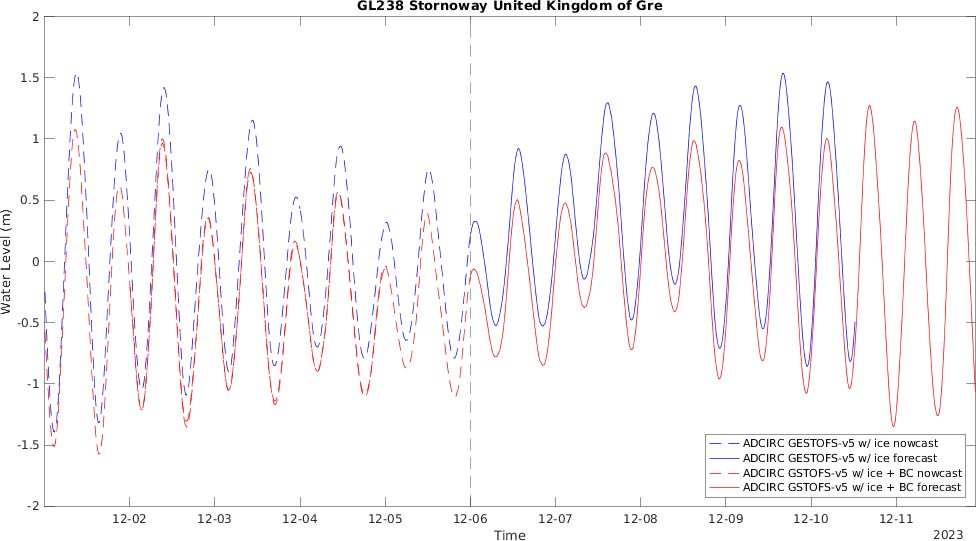 GL238 Stornoway United Kingdom of Gre
2
1.5
1
0.5
0
-0.5
-1
-1.5
-2
Water Level (m)
ADCIRC GESTOFS-v5 w/ ice nowcast
ADCIRC GESTOFS-v5 w/ ice forecast
ADCIRC GSTOFS-v5 w/ ice + BC nowcast
ADCIRC GSTOFS-v5 w/ ice + BC forecast
12-02 12-03 12-04 12-05 12-06 12-07 12-08 12-09 12-10 12-11
Time
2023